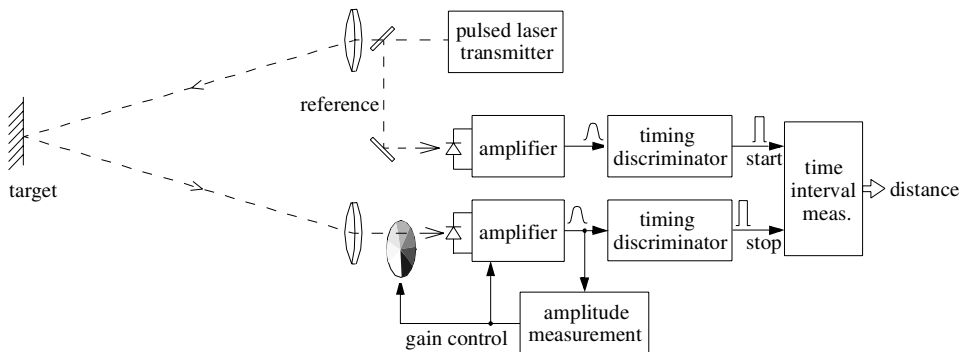 pulsed laser
transmitter
reference
amplifier
timing
discriminator
start
time
interval
meas.
distance
target
amplifier
timing
discriminator
stop
gain control
amplitude
measurement